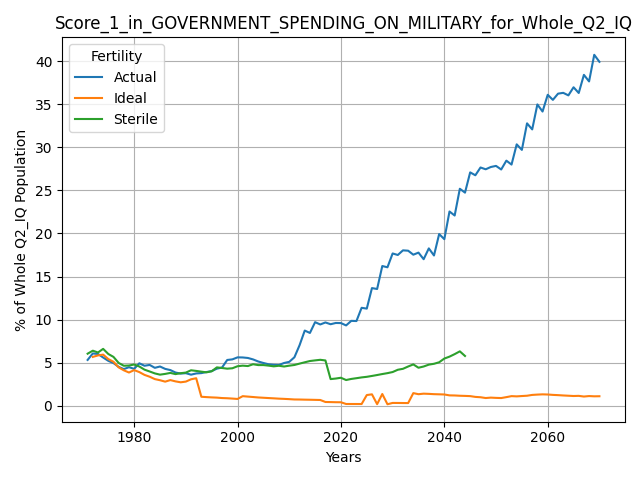 Score_1_in_GOVERNMENT_SPENDING_ON_MILITARY_for_Whole_Q2_IQ
Fertility
Actual
Ideal
Sterile
% of Whole Q2_IQ Population
40
35
30
25
20
15
10
5
0
1980
2000
2020
2040
2060
Years